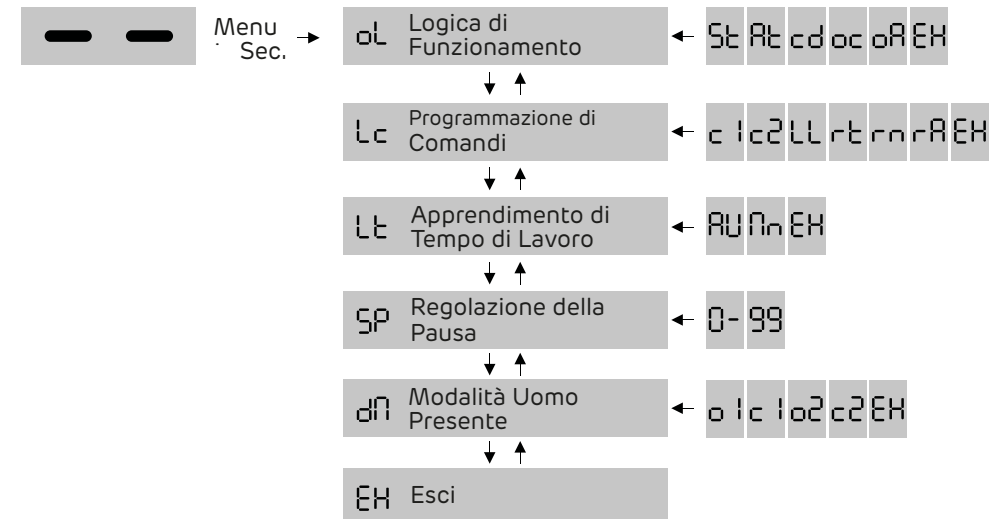 — — Menu
Sec.
oL Logica di
Funzionamento
St At cd oc oA EH
Lc Programmazione di
Comandi
c1 c2 LL rt rn rA EH
Lt Apprendimento di
Tempo di Lavoro
AU Mn EH
SP Regolazione della
Pausa
0- 99
dM Modalità Uomo
Presente
o1 c1 o2 c2 EH
EH Esci